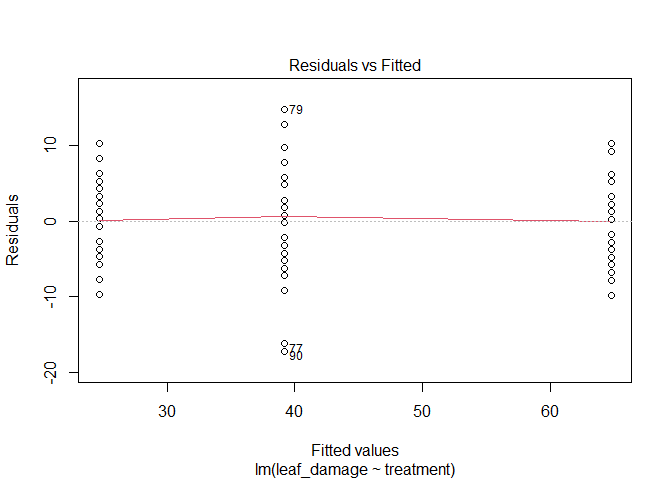 Residuals vs Fitted
79
77
90
Residuals
10
0
-10
-20
30 40 50 60
Fitted values
lm(leaf_damage ~ treatment)